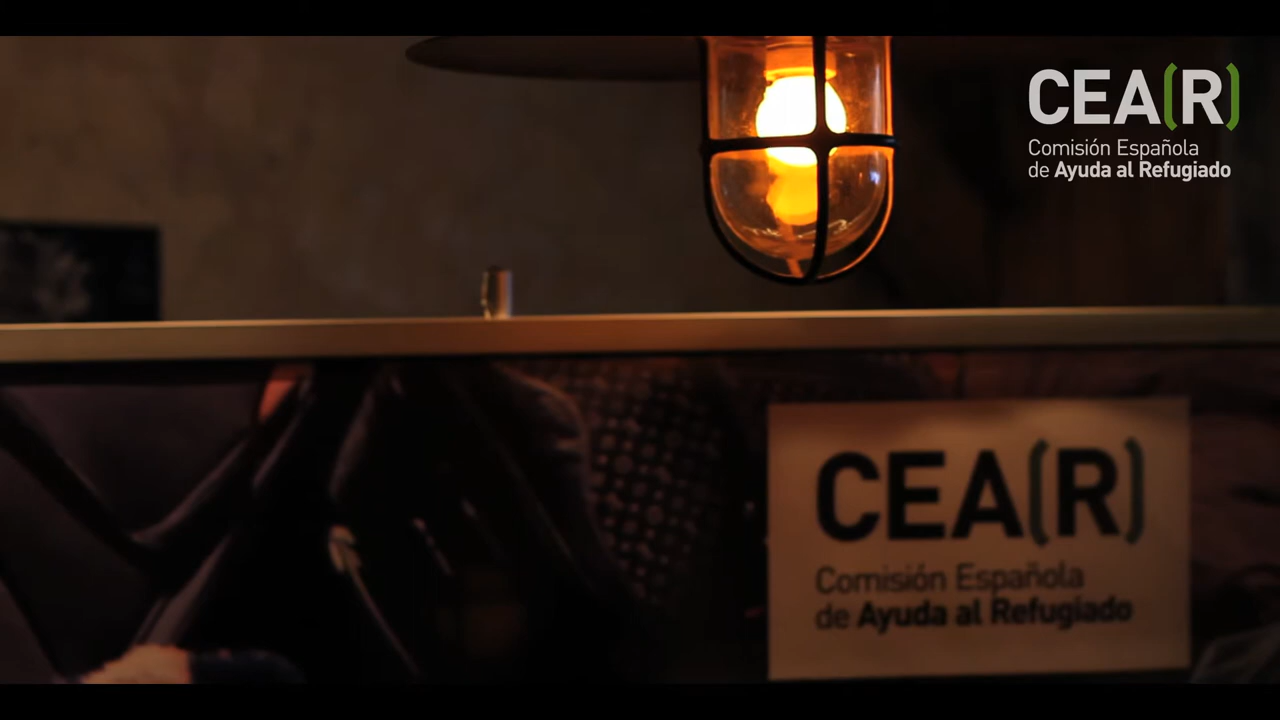 CEA(R)
Comisión Española
de Ayuda al Refugiado
CEA(R)
Comisión Española
de Ayuda al Refugiado